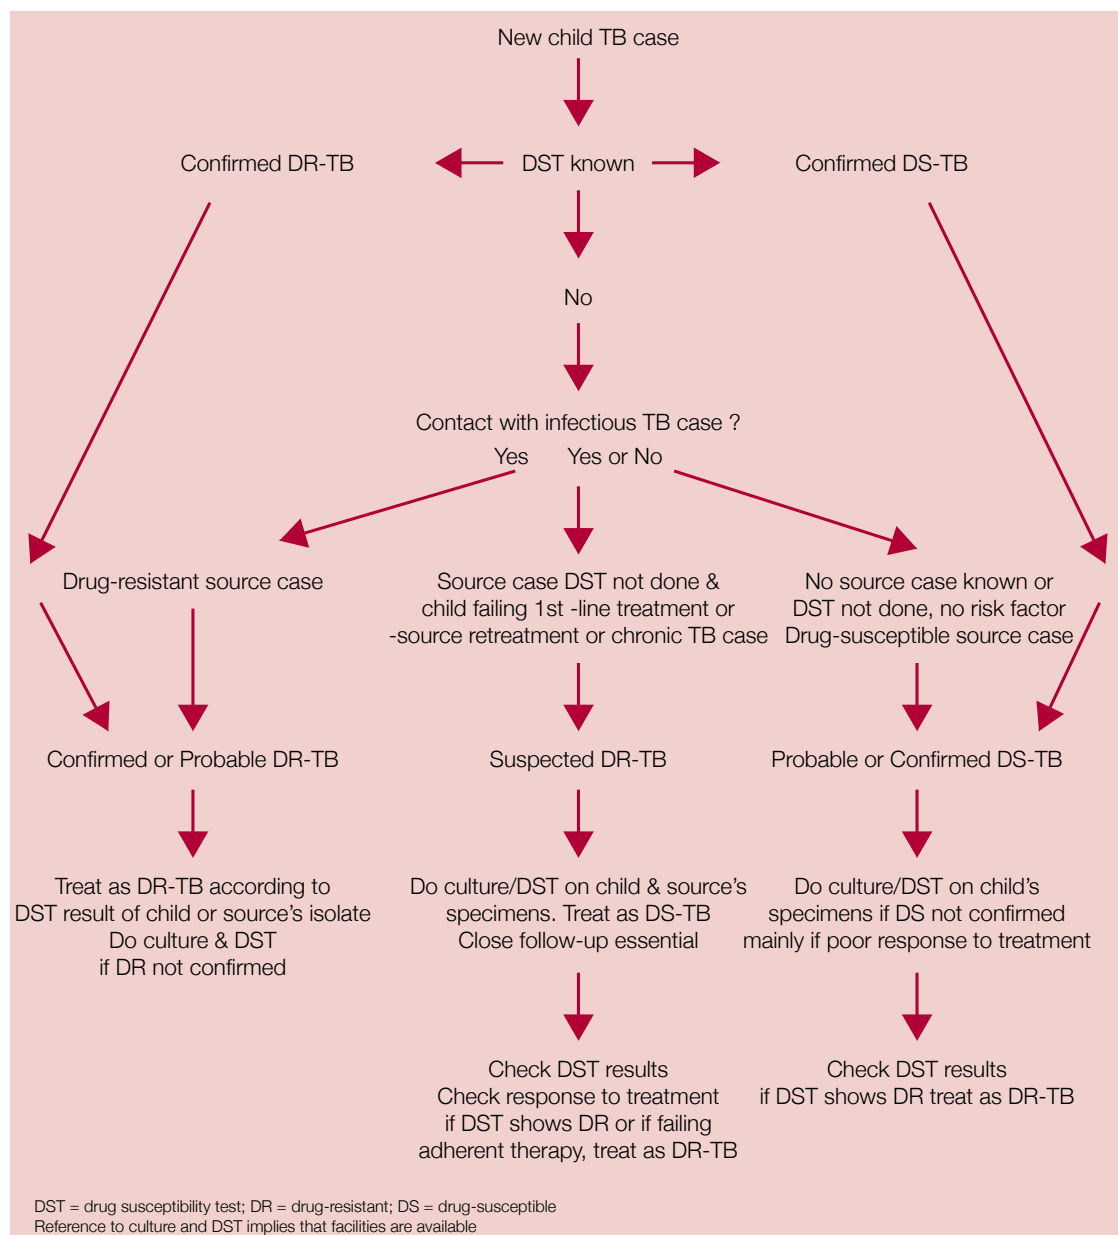 New child TB case
Confirmed DR-TB
DST known
Confirmed DS-TB
No
Contact with infectious TB case ?
Yes
Yes or No
Drug-resistant source case
Source case DST not done &
child failing 1st -line treatment or
-source retreatment or chronic TB case
No source case known or
DST not done, no risk factor
Drug-susceptible source case
Confirmed or Probable DR-TB
Suspected DR-TB
Probable or Confirmed DS-TB
Treat as DR-TB according to
DST result of child or source's isolate
Do culture & DST
if DR not confirmed
Do culture/DST on child & source's
specimens. Treat as DS-TB
Close follow-up essential
Do culture/DST on child's
specimens if DS not confirmed
mainly if poor response to treatment
Check DST results
Check response to treatment
if DST shows DR or if failing
adherent therapy, treat as DR-TB
Check DST results
if DST shows DR treat as DR-TB
DST = drug susceptibility test; DR = drug-resistant; DS = drug-susceptible
Reference to culture and DST implies that facilities are available